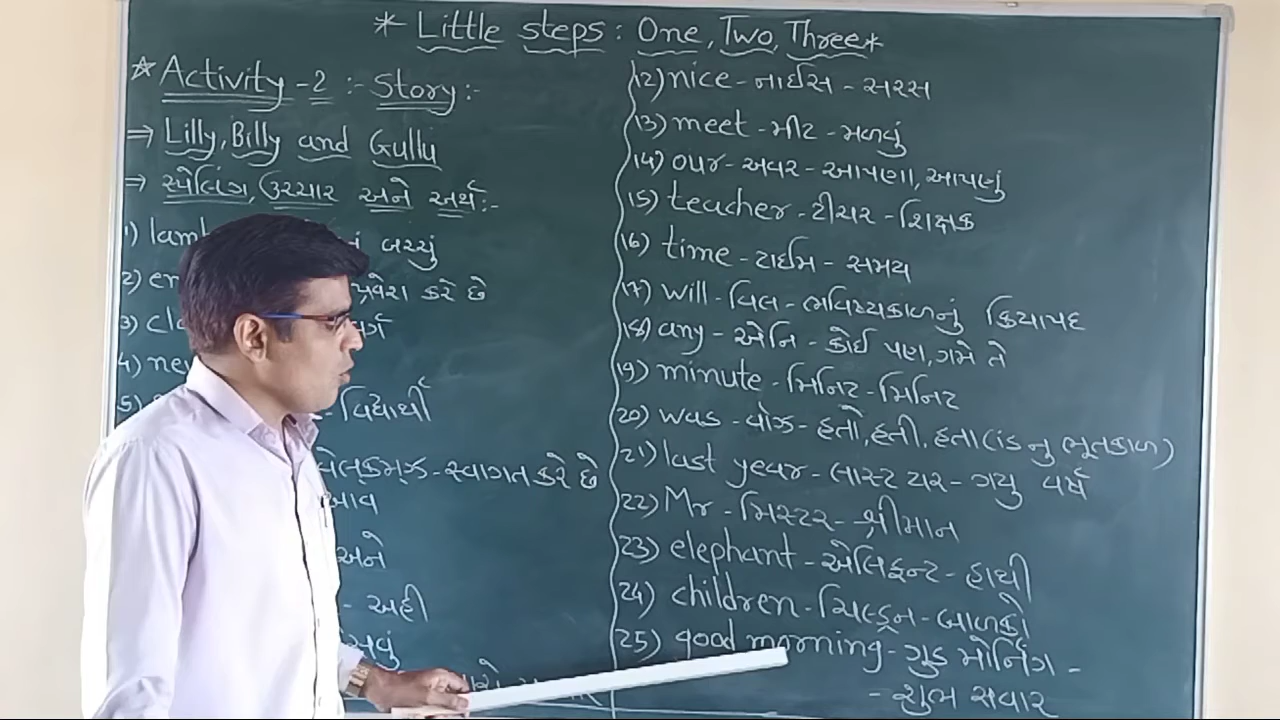 * Little steps: One, Two, Three *
☆ Activity - 2 :- Story:-
⇒ Lilly, Billy and Gullu
⇒ સ્પેલિંગ, ઉચ્ચાર અને અર્થ:-
1) lamb બચ્ચું
2) પ્રવેશ કરે છે
3)
4)
5) - વિદ્યાર્થી
વેલ્કમ્ઝ - સ્વાગત કરે છે
આવ
અને
- અહી
12) nice - નાઈસ - સરસ
13) meet - મીટ - મળવું
14) our - અવર - આપણા, આપણું
15) teacher - ટીચર - શિક્ષક
16) time - ટાઈમ - સમય
17) will - વિલ - ભવિષ્યકાળનું ક્રિયાપદ
18) any - એનિ - કોઈ પણ, ગમે તે
19) minute - મિનિટ - મિનિટ
20) was - વોઝ - હતો, હતી, હતા (isનુ ભૂતકાળ)
21) last year - લાસ્ટ યર - ગયુ વર્ષ
22) Mr - મિસ્ટર - શ્રીમાન
23) elephant - એલિફન્ટ - હાથી
24) children - ચિલ્ડ્રન - બાળકો
25) good morning - ગુડ મોર્નિંગ -
- શુભ સવાર